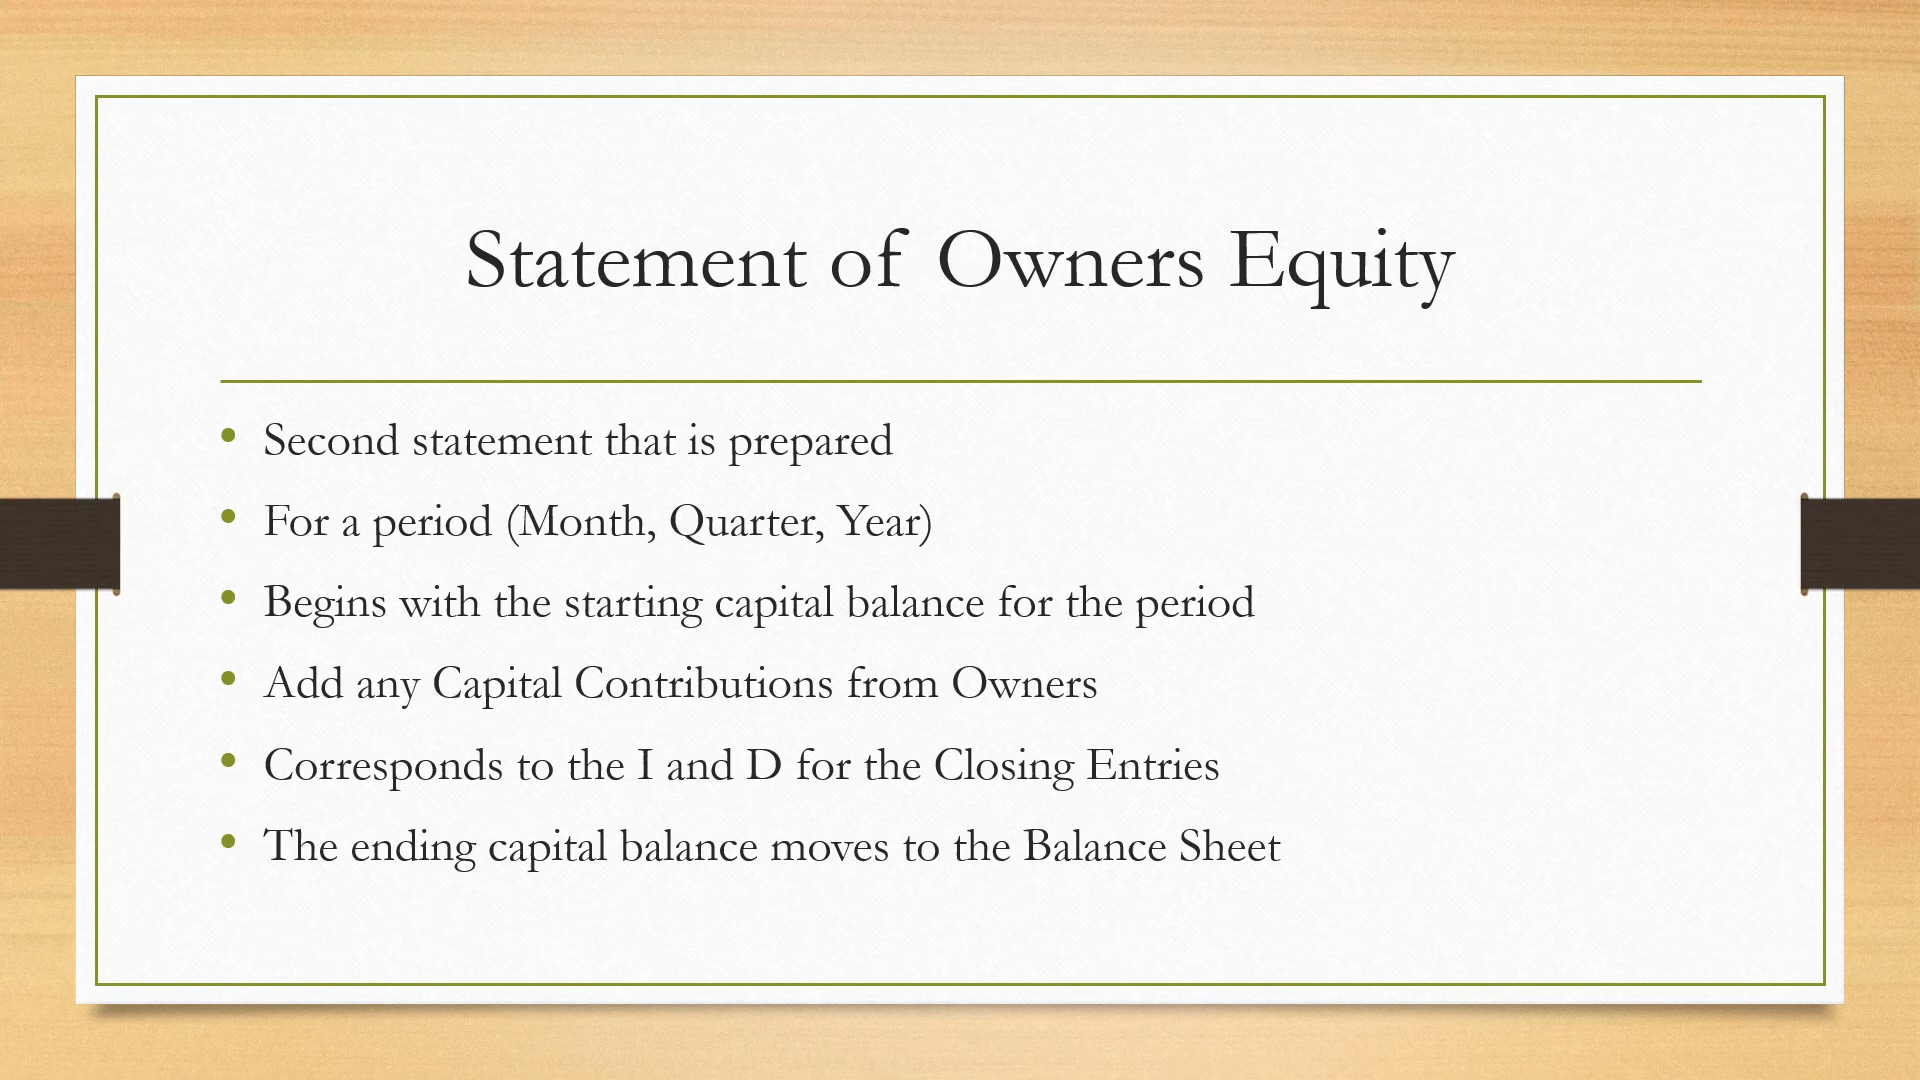 Statement of Owners Equity
• Second statement that is prepared
• For a period (Month, Quarter, Year)
• Begins with the starting capital balance for the period
• Add any Capital Contributions from Owners
• Corresponds to the I and D for the Closing Entries
• The ending capital balance moves to the Balance Sheet